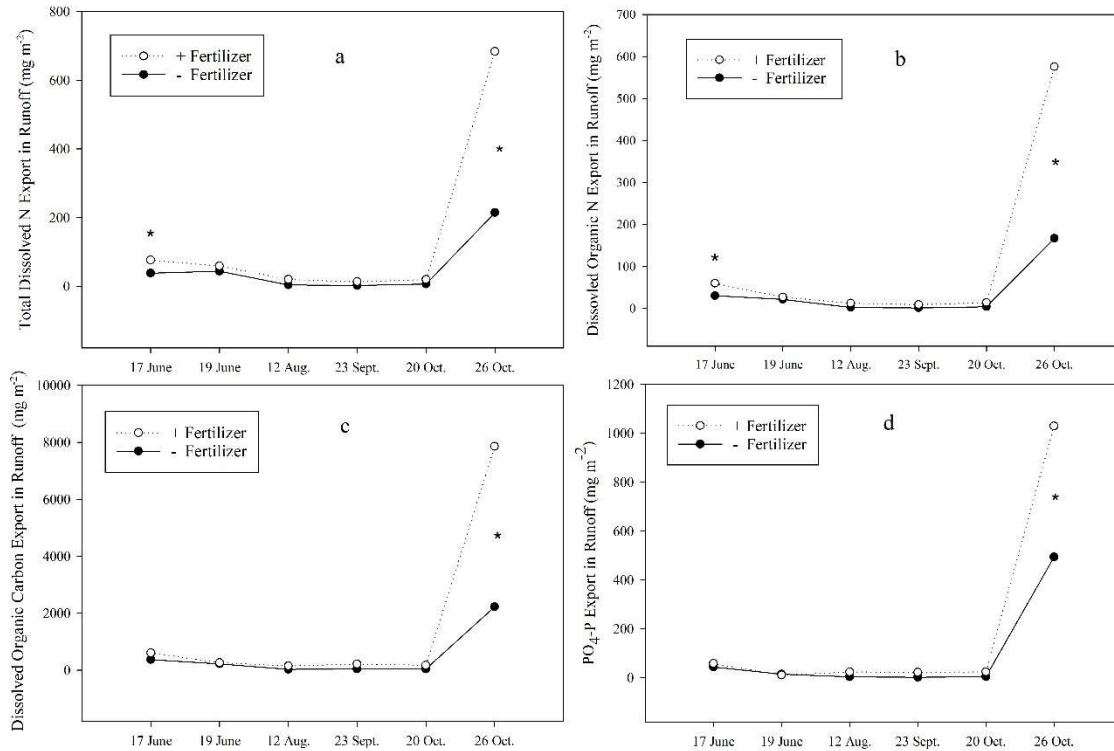 Total Dissolved N Export in Runoff (mg m-2)
800
600
400
200
0
+ Fertilizer
- Fertilizer
a
*
*
17 June 19 June 12 Aug. 23 Sept. 20 Oct. 26 Oct.
Dissovled Organic N Export in Runoff (mg m-2)
700
600
500
400
300
200
100
0
| Fertilizer
- Fertilizer
b
*
*
17 June 19 June 12 Aug. 23 Sept. 20 Oct. 26 Oct.
Dissolved Organic Carbon Export in Runoff (mg m-2)
10000
8000
6000
4000
2000
0
| Fertilizer
- Fertilizer
c
*
17 June 19 June 12 Aug. 23 Sept. 20 Oct. 26 Oct.
PO4-P Export in Runoff (mg m-2)
1200
1000
800
600
400
200
0
| Fertilizer
- Fertilizer
d
*
17 June 19 June 12 Aug. 23 Sept. 20 Oct. 26 Oct.